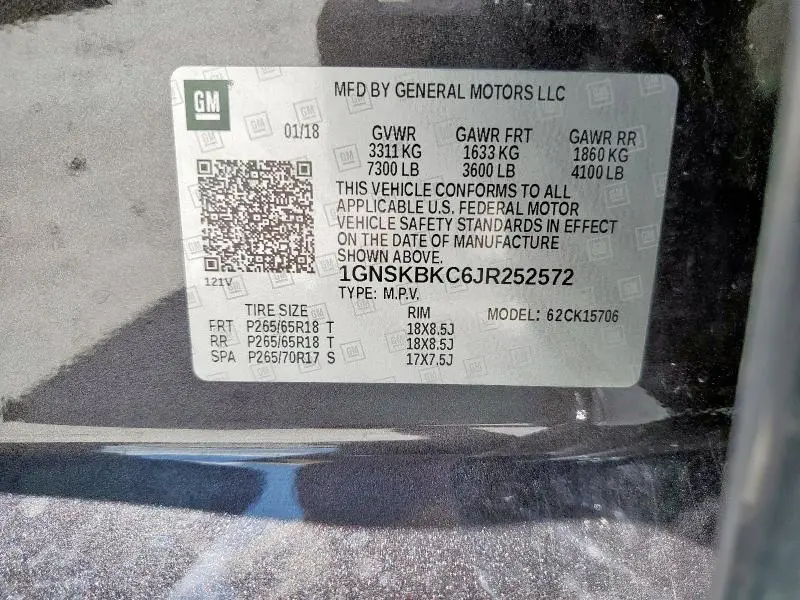 GM
MFD BY GENERAL MOTORS LLC
01/18 GVWR GAWR FRT GAWR RR
3311 KG 1633 KG 1860 KG
7300 LB 3600 LB 4100 LB
THIS VEHICLE CONFORMS TO ALL
APPLICABLE U.S. FEDERAL MOTOR
VEHICLE SAFETY STANDARDS IN EFFECT
ON THE DATE OF MANUFACTURE
SHOWN ABOVE.
121V
1GNSKBKC6JR252572
TYPE: M.P.V.
TIRE SIZE RIM MODEL: 62CK15706
FRT P265/65R18 T 18X8.5J
RR P265/65R18 T 18X8.5J
SPA P265/70R17 S 17X7.5J